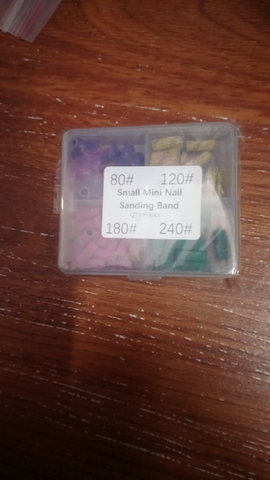 80# 120#
Small Mini Nail
Sanding Band
180# 240#